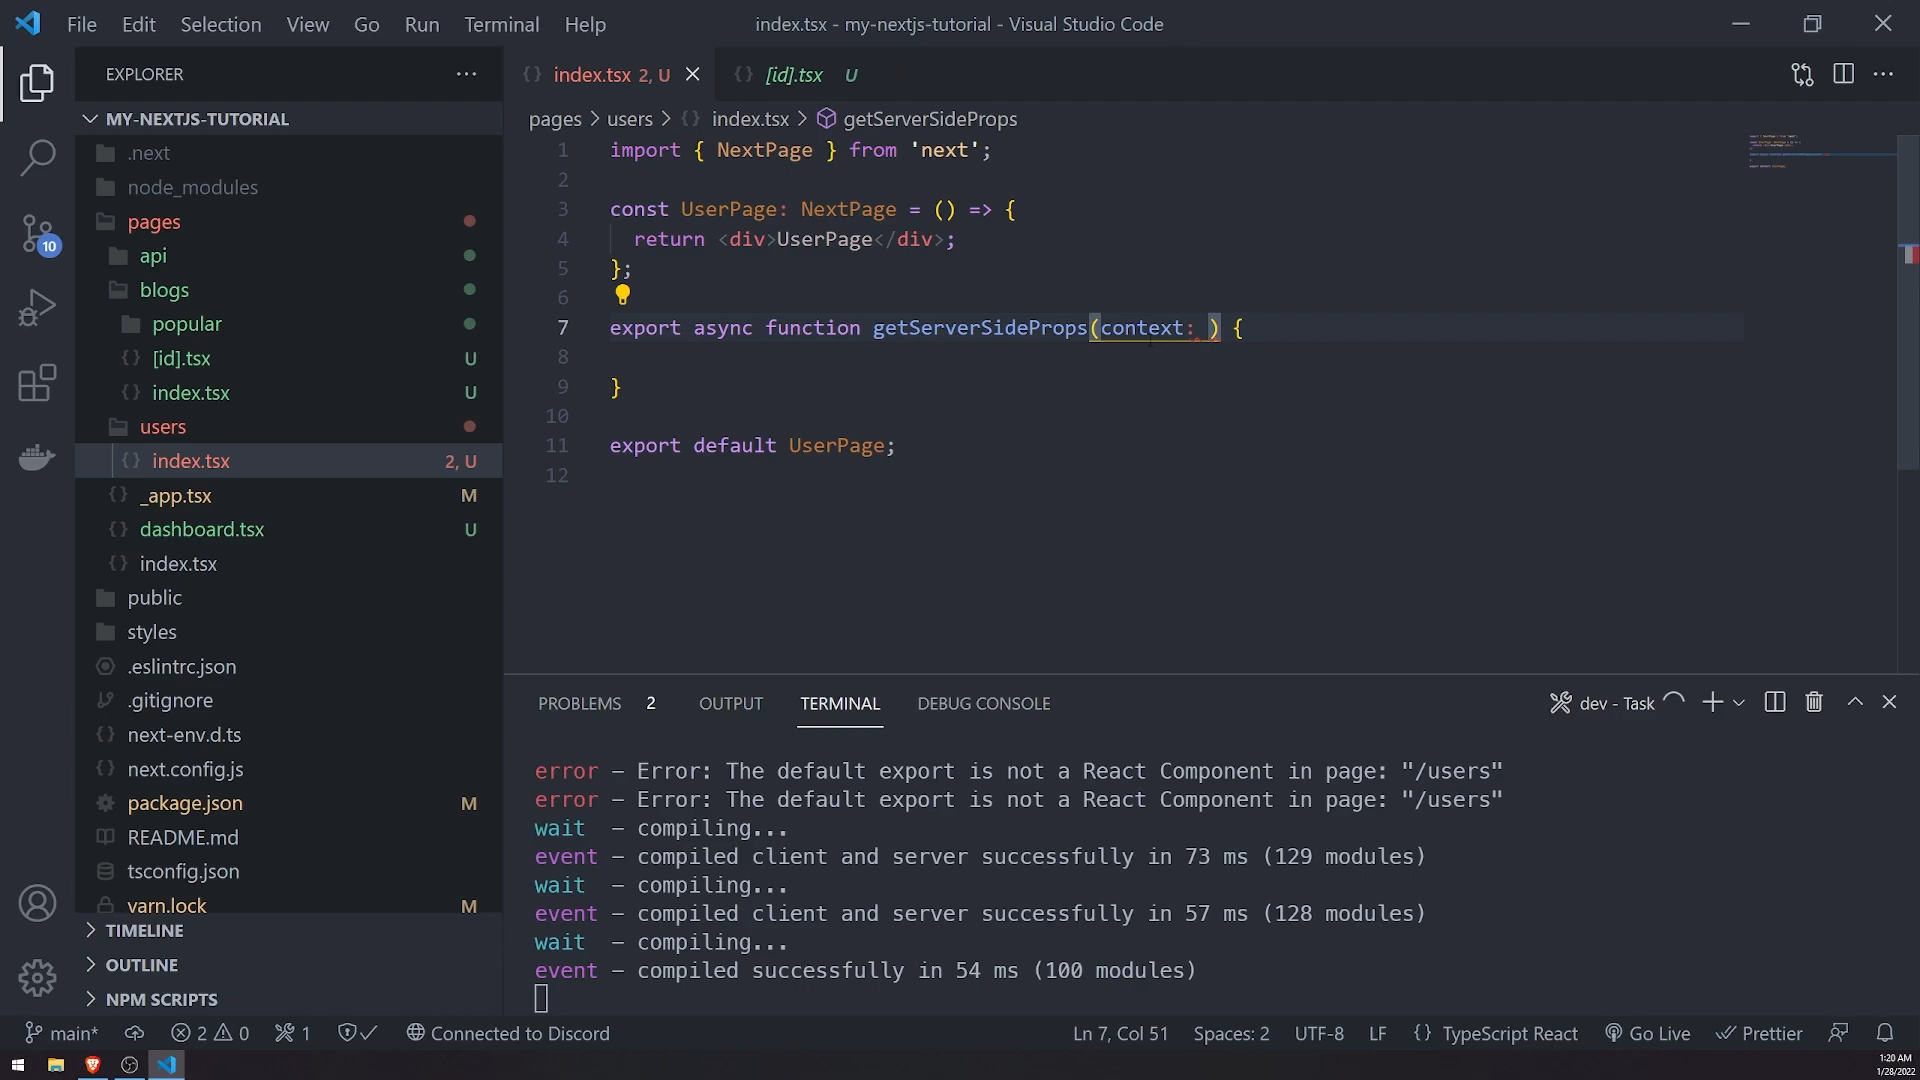 File Edit Selection View Go Run Terminal Help
index.tsx - my-nextjs-tutorial - Visual Studio Code
EXPLORER
MY-NEXTJS-TUTORIAL
.next
node_modules
pages
api
blogs
popular
[id].tsx U
index.tsx U
users
index.tsx 2, U
_app.tsx M
dashboard.tsx U
index.tsx
public
styles
.eslintrc.json
.gitignore
next-env.d.ts
next.config.js
package.json M
README.md
tsconfig.json
yarn.lock M
TIMELINE
OUTLINE
NPM SCRIPTS
10
index.tsx 2, U
[id].tsx U
pages > users > index.tsx > getServerSideProps
1 import { NextPage } from 'next';
2
3 const UserPage: NextPage = () => {
4 return <div>UserPage</div>;
5 };
6
7 export async function getServerSideProps(context: ) {
8
9 }
10
11 export default UserPage;
12
PROBLEMS 2 OUTPUT TERMINAL DEBUG CONSOLE
dev - Task
error - Error: The default export is not a React Component in page: "/users"
error - Error: The default export is not a React Component in page: "/users"
wait - compiling...
event - compiled client and server successfully in 73 ms (129 modules)
wait - compiling...
event - compiled client and server successfully in 57 ms (128 modules)
wait - compiling...
event - compiled successfully in 54 ms (100 modules)
main* 2 0 1 Connected to Discord Ln 7, Col 51 Spaces: 2 UTF-8 LF {} TypeScript React Go Live Prettier
1:20 AM
1/28/2022